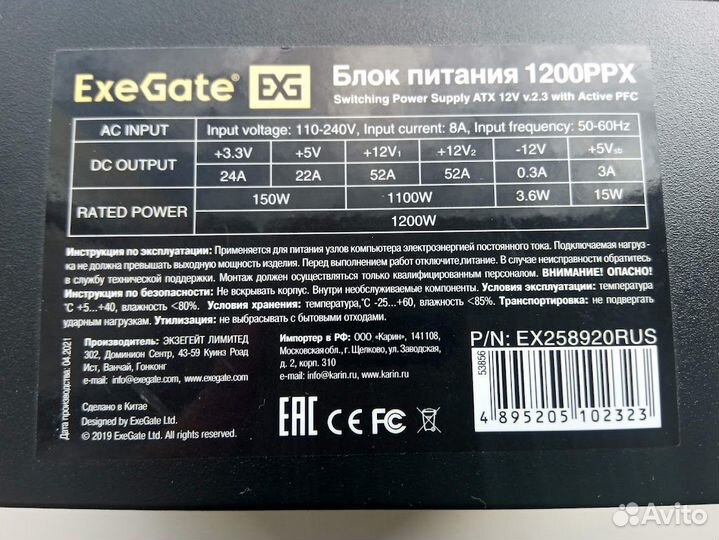 ExeGate® EXG
Блок питания 1200PPX
Switching Power Supply ATX 12V v.2.3 with Active PFC
AC INPUT Input voltage: 110-240V, Input current: 8A, Input frequency: 50-60Hz
DC OUTPUT +3.3V +5V +12V1 +12V2 -12V +5Vsb
24A 22A 52A 52A 0.3A 3A
RATED POWER 150W 1100W 3.6W 15W
1200W
Инструкция по эксплуатации: Применяется для питания узлов компьютера электроэнергией постоянного тока. Подключаемая нагруз-
ка не должна превышать выходную мощность изделия. Перед выполнением работ отключите,питание. В случае неисправности обратитесь
в службу технической поддержки. Монтаж должен осуществляться только квалифицированным персоналом. ВНИМАНИЕ! ОПАСНО!
Инструкция по безопасности: Не вскрывать корпус. Внутри необслуживаемые компоненты. Условия эксплуатации: температура
°C +5...+40, влажность <80%. Условия хранения: температура,°C -25...+60, влажность <85%. Транспортировка: не подвергать
ударным нагрузкам. Утилизация: не выбрасывать с бытовыми отходами.
Дата производства: 04.2021
Производитель: ЭКЗЕГЕЙТ ЛИМИТЕД
302, Доминион Сентр, 43-59 Куинз Роад
Ист, Ванчай, Гонконг
e-mail: info@exegate.com, www.exegate.com
Импортер в РФ: ООО «Карин», 141108,
Московская обл., г. Щелково, ул. Заводская,
д. 2, корп. 310
e-mail: info@karin.ru, www.karin.ru
P/N: EX258920RUS
53856
4 895205 102323
Сделано в Китае
Designed by ExeGate Ltd.
© 2019 ExeGate Ltd. All rights reserved.
EAC CE FC
Avito